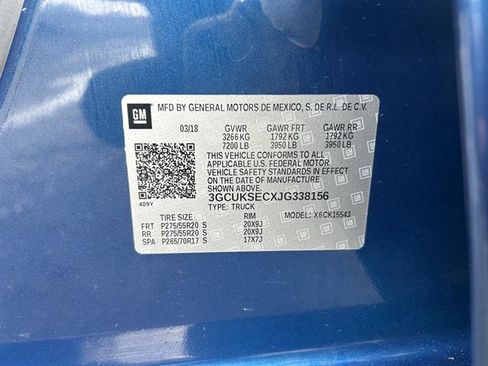 GM
MFD BY GENERAL MOTORS DE MEXICO, S. DE R.L. DE C.V.
03/18 GVWR GAWR FRT GAWR RR
3266 KG 1792 KG 1792 KG
7200 LB 3950 LB 3950 LB
THIS VEHICLE CONFORMS TO ALL
APPLICABLE U.S. FEDERAL MOTOR
VEHICLE SAFETY STANDARDS IN EFFECT
ON THE DATE OF MANUFACTURE
SHOWN ABOVE.
3GCUKSECXJG338156
409Y TYPE: TRUCK
TIRE SIZE RIM MODEL: X6CK15543
FRT P275/55R20 S 20X9J
RR P275/55R20 S 20X9J
SPA P265/70R17 S 17X7J